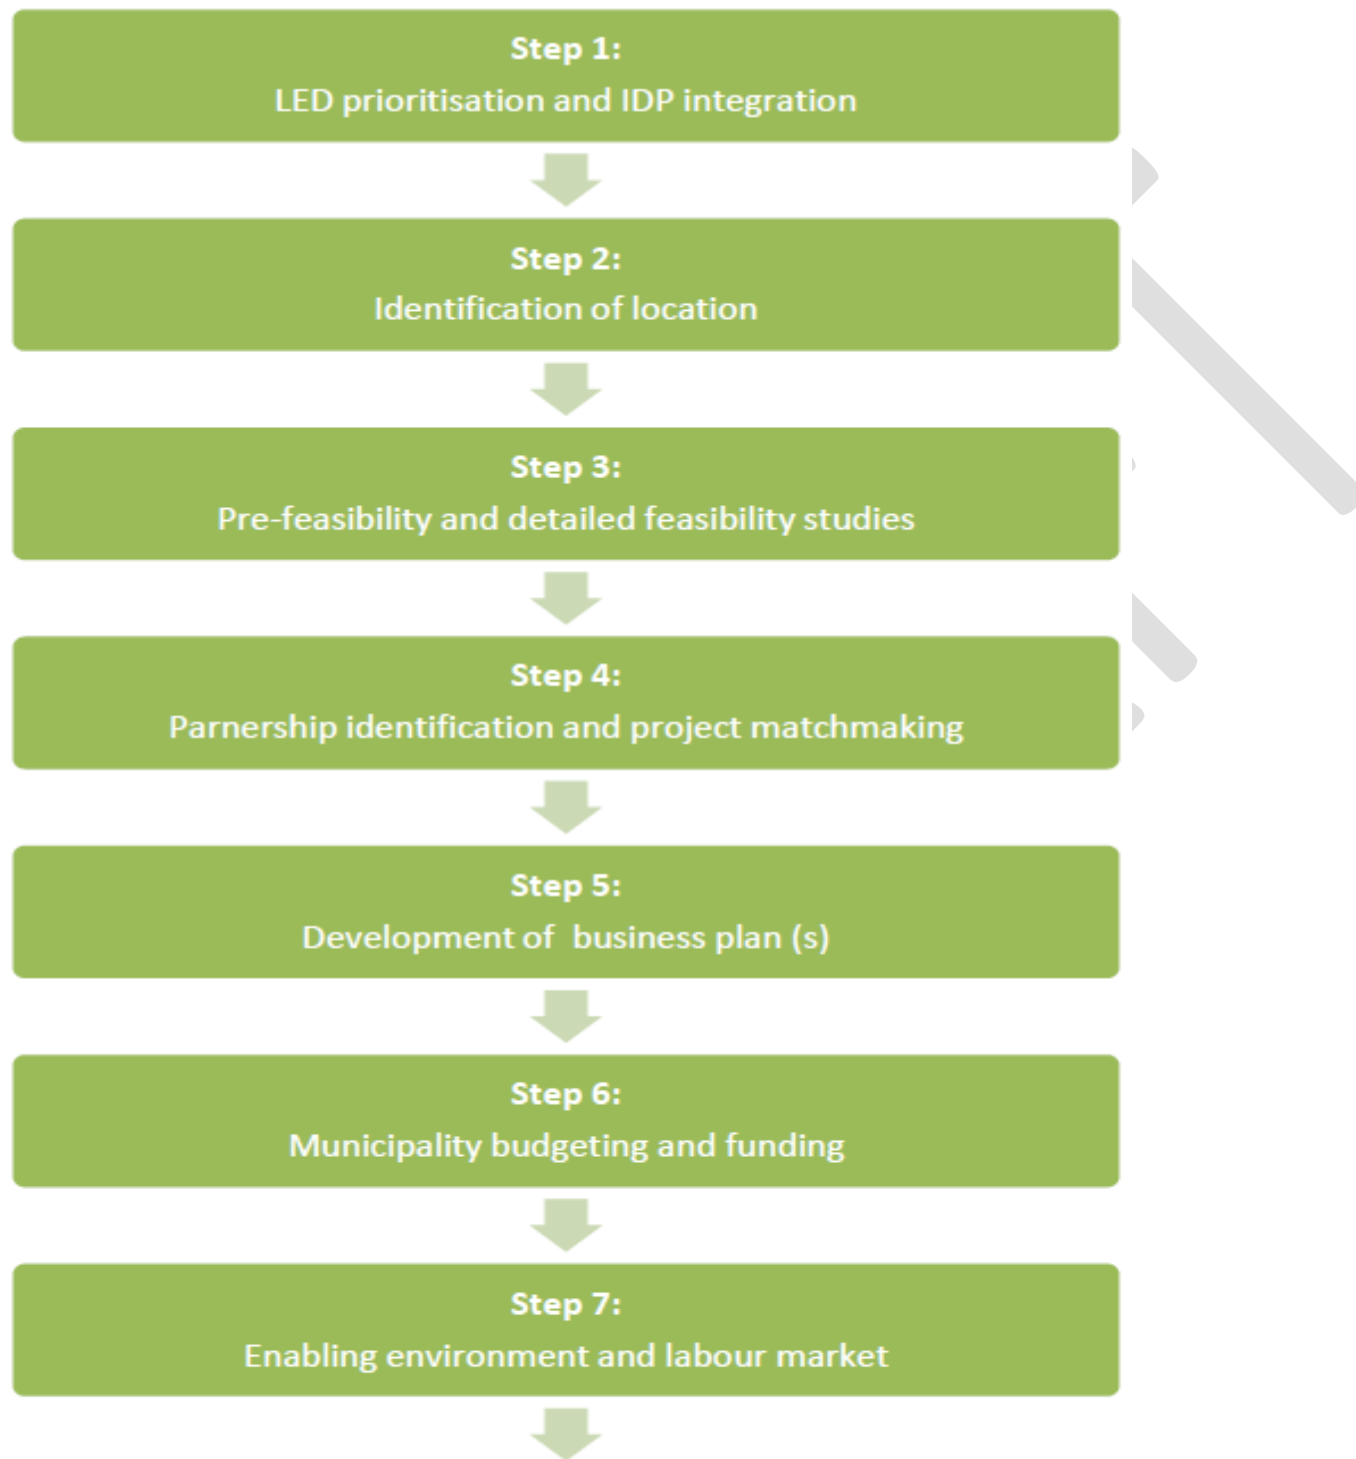 Step 1:
LED prioritisation and IDP integration
Step 2:
Identification of location
Step 3:
Pre-feasibility and detailed feasibility studies
Step 4:
Parnership identification and project matchmaking
Step 5:
Development of  business plan (s)
Step 6:
Municipality budgeting and funding
Step 7:
Enabling environment and labour market